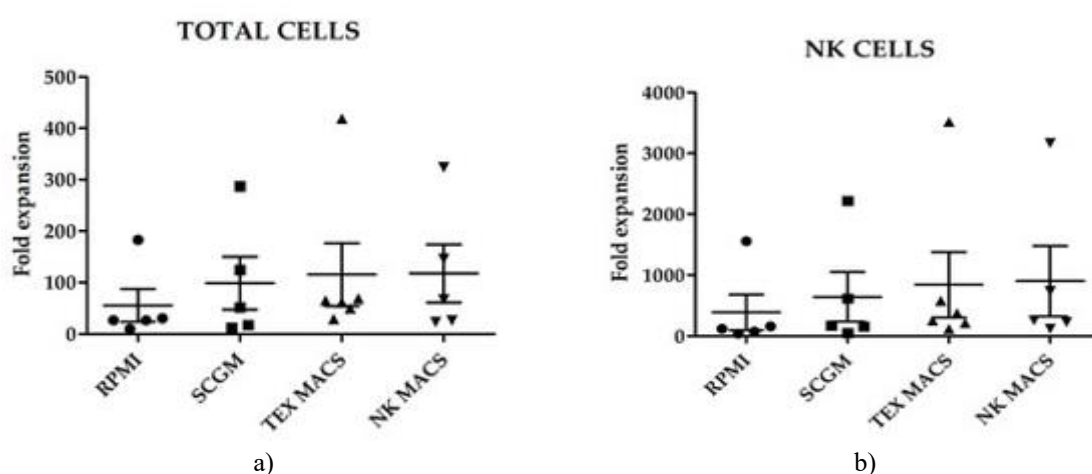 TOTAL CELLS
Fold expansion
500
400
300
200
100
0
RPMI
SCGM
TEX MACS
NK MACS
a)
NK CELLS
Fold expansion
4000
3000
2000
1000
0
RPMI
SCGM
TEX MACS
NK MACS
b)